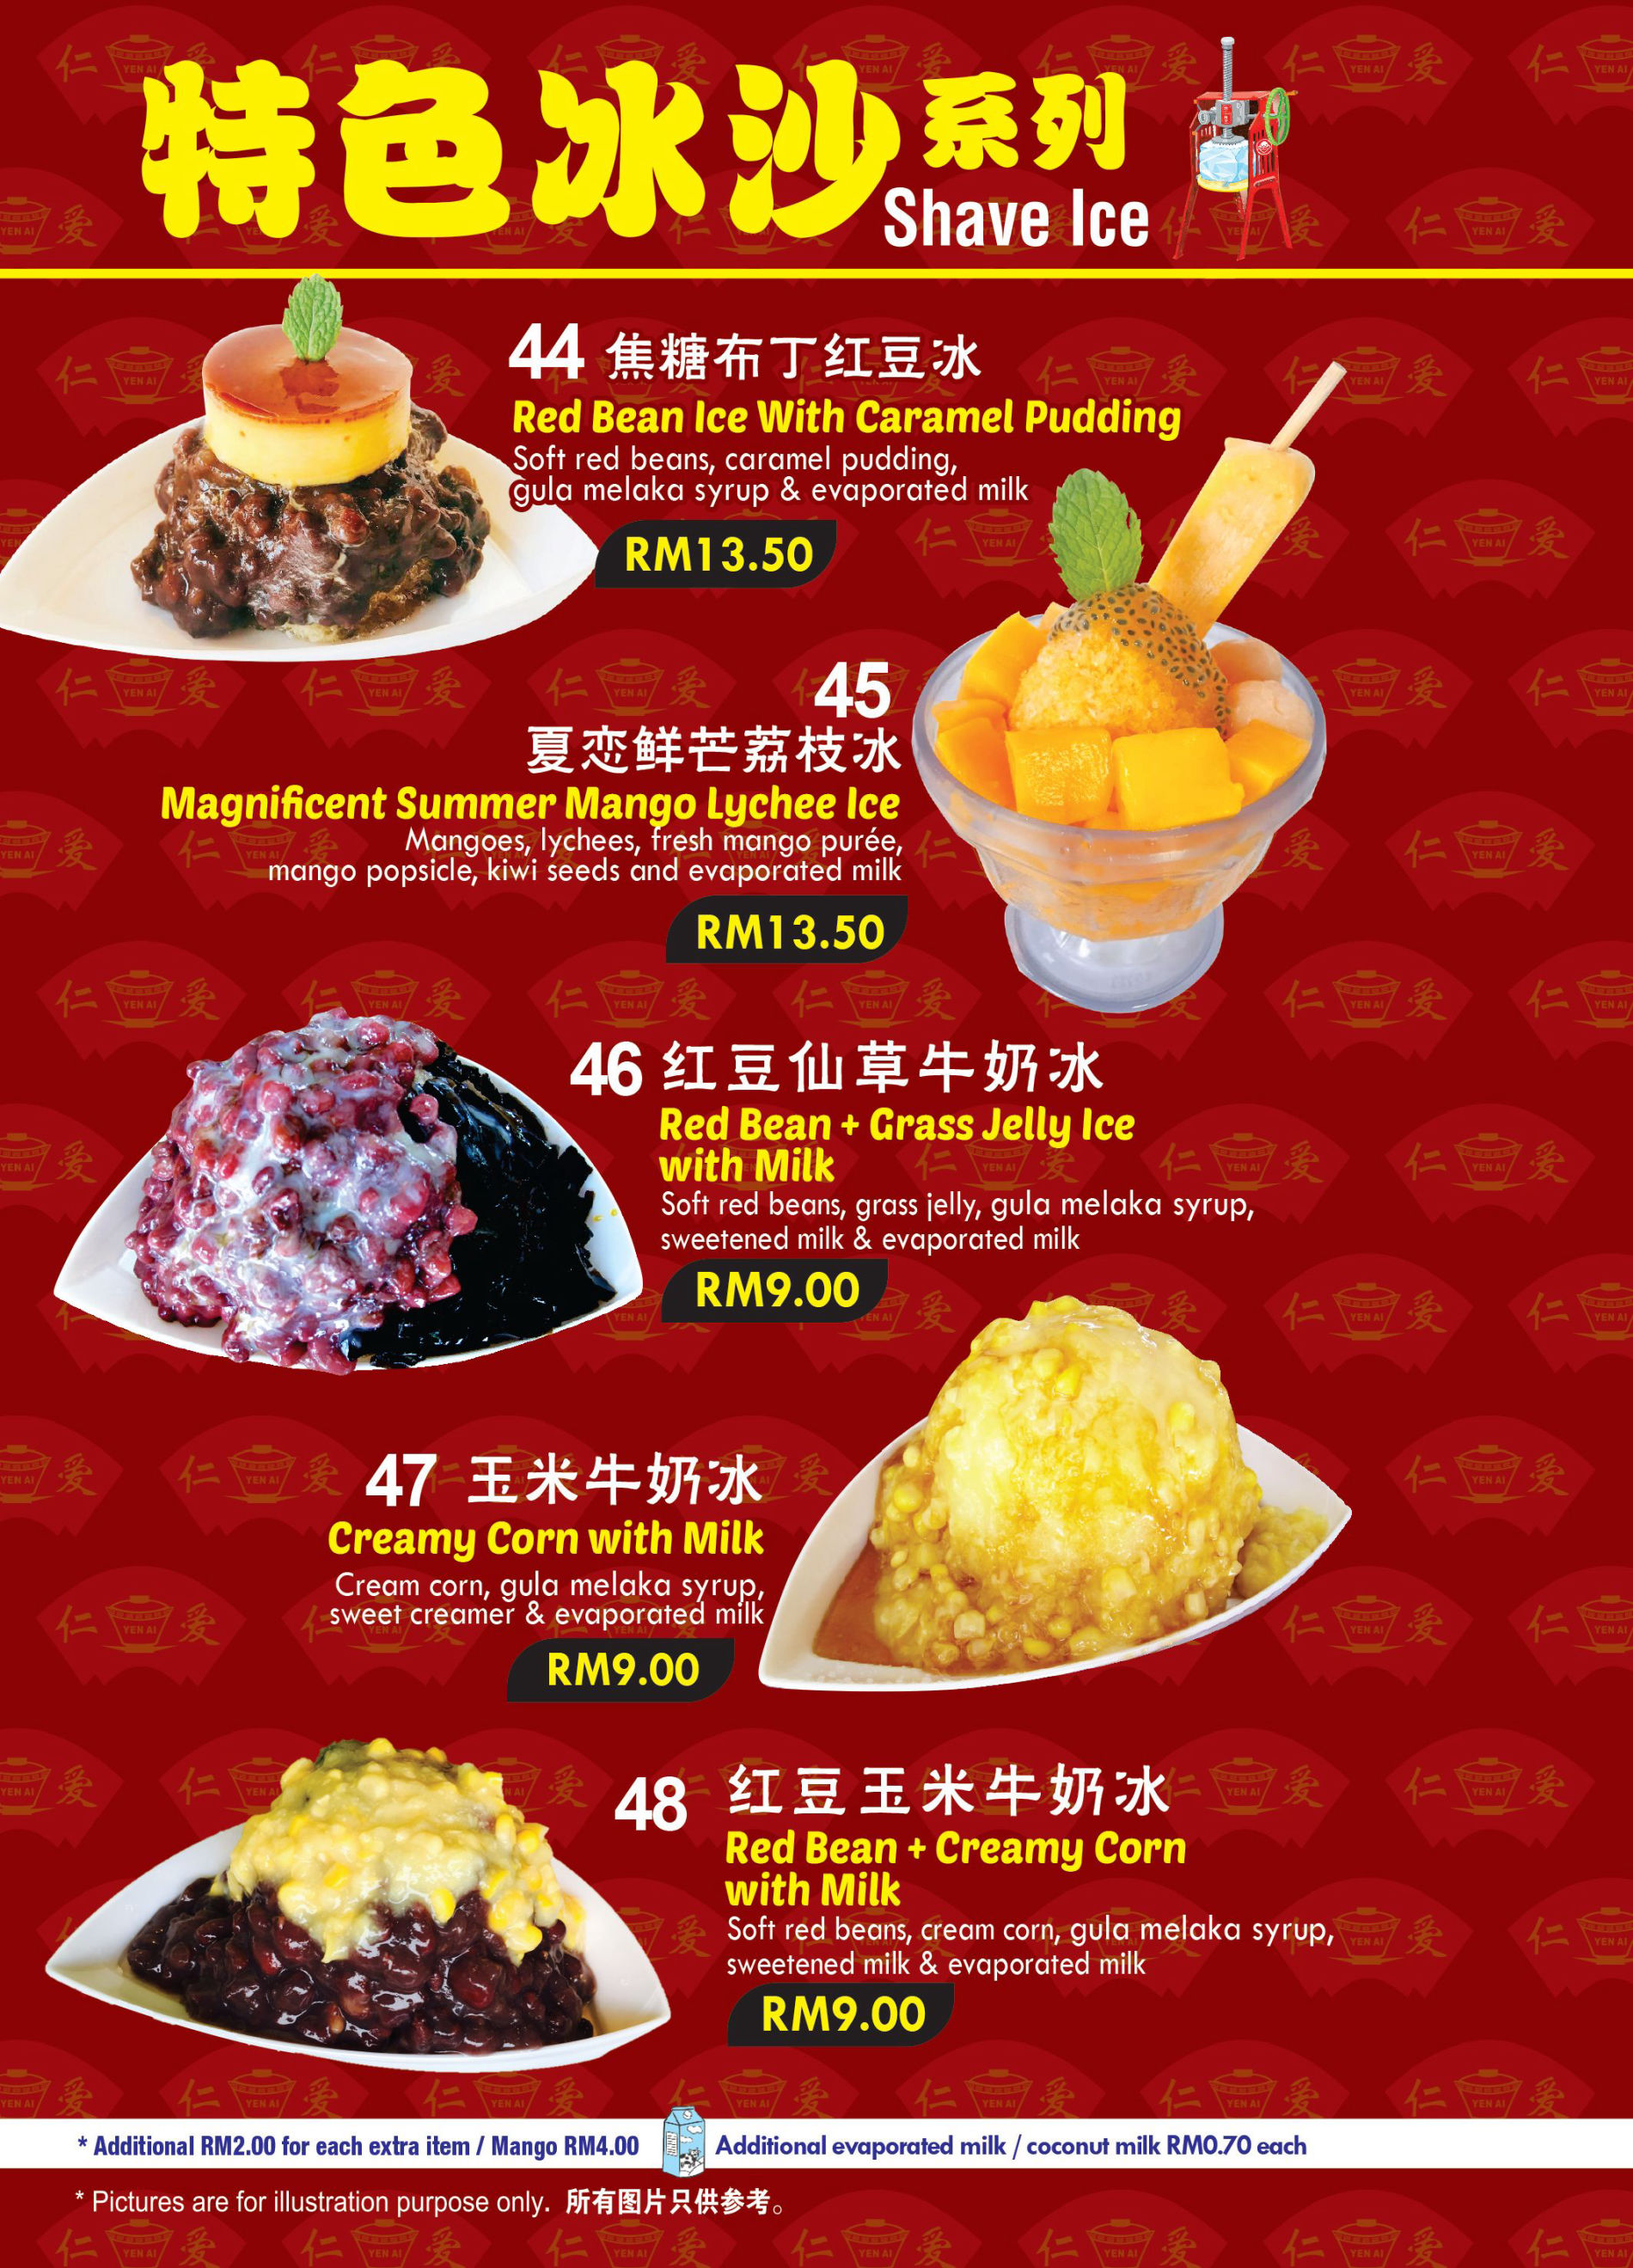 特色冰沙系列
Shave Ice
44 焦糖布丁红豆冰
Red Bean Ice With Caramel Pudding
Soft red beans, caramel pudding,
gula melaka syrup & evaporated milk
RM13.50
45
夏恋鲜芒荔枝冰
Magnificent Summer Mango Lychee Ice
Mangoes, lychees, fresh mango purée,
mango popsicle, kiwi seeds and evaporated milk
RM13.50
46 红豆仙草牛奶冰
Red Bean + Grass Jelly Ice
with Milk
Soft red beans, grass jelly, gula melaka syrup,
sweetened milk & evaporated milk
RM9.00
47 玉米牛奶冰
Creamy Corn with Milk
Cream corn, gula melaka syrup,
sweet creamer & evaporated milk
RM9.00
48 红豆玉米牛奶冰
Red Bean + Creamy Corn
with Milk
Soft red beans, cream corn, gula melaka syrup,
sweetened milk & evaporated milk
RM9.00
* Additional RM2.00 for each extra item / Mango RM4.00 Additional evaporated milk / coconut milk RM0.70 each
* Pictures are for illustration purpose only. 所有图片只供参考。
仁 YEN AI 爱